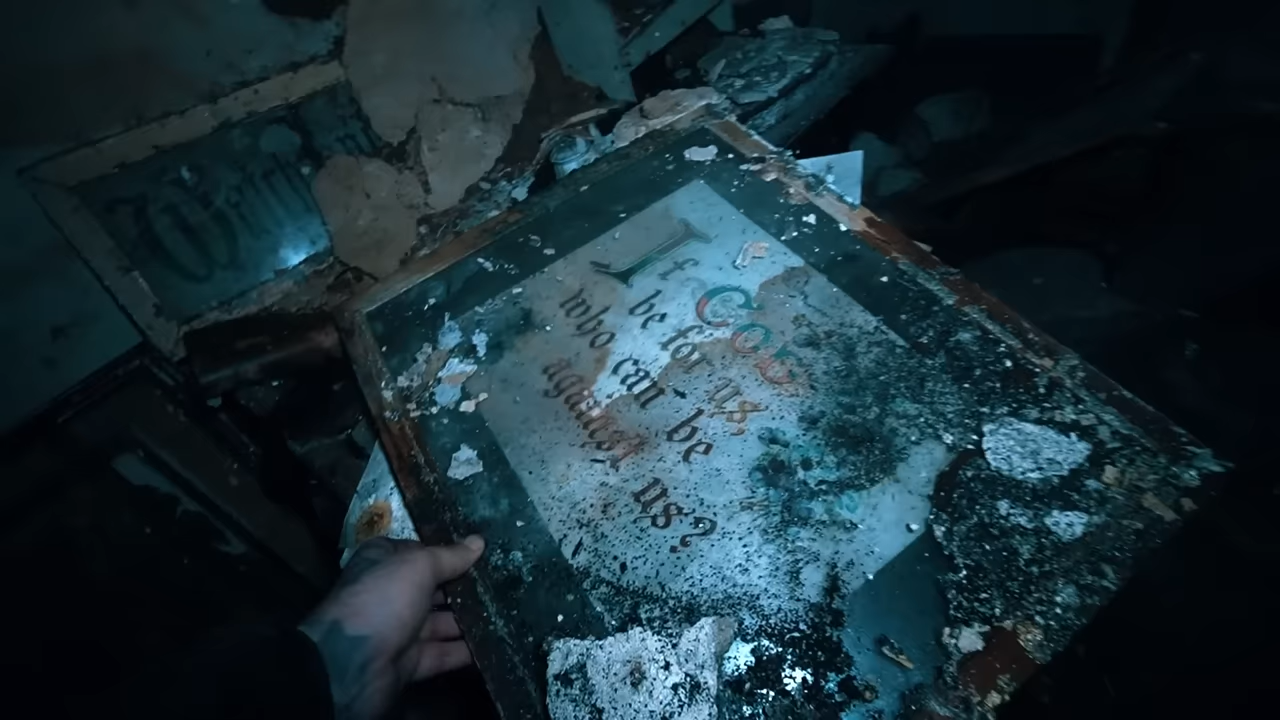 If God
be for us,
who can be
against
us?